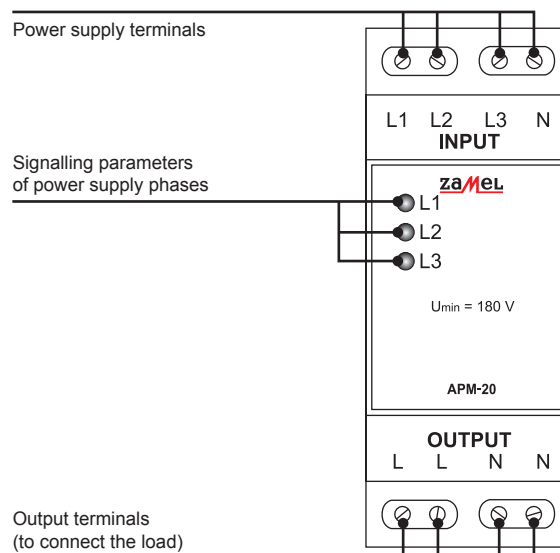 Power supply terminals
L1 L2 L3 N
INPUT
Signalling parameters
of power supply phases
zaMeL
L1
L2
L3
Umin = 180 V
APM-20
OUTPUT
L L N N
Output terminals
(to connect the load)